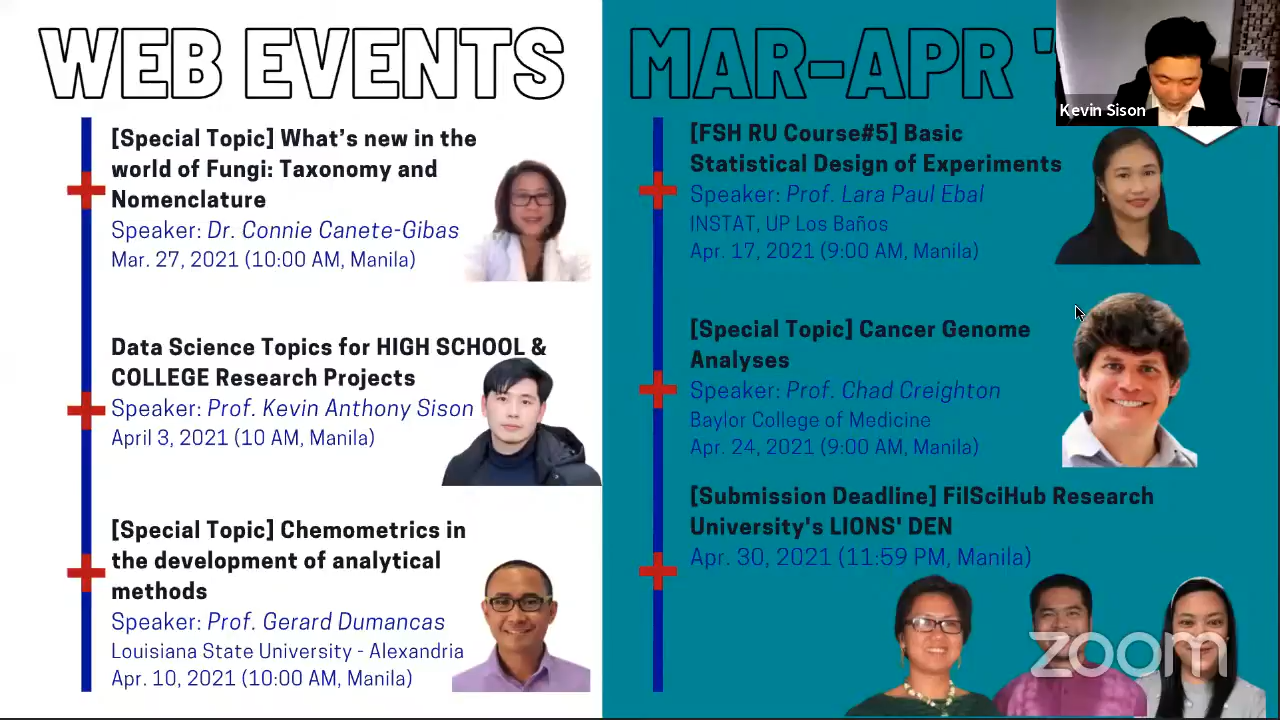 WEB EVENTS
[Special Topic] What's new in the
world of Fungi: Taxonomy and
Nomenclature
Speaker: Dr. Connie Canete-Gibas
Mar. 27, 2021 (10:00 AM, Manila)
Data Science Topics for HIGH SCHOOL &
COLLEGE Research Projects
Speaker: Prof. Kevin Anthony Sison
April 3, 2021 (10 AM, Manila)
[Special Topic] Chemometrics in
the development of analytical
methods
Speaker: Prof. Gerard Dumancas
Louisiana State University - Alexandria
Apr. 10, 2021 (10:00 AM, Manila)
MAR-APR '
Kevin Sison
[FSH RU Course#5] Basic
Statistical Design of Experiments
Speaker: Prof. Lara Paul Ebal
INSTAT, UP Los Baños
Apr. 17, 2021 (9:00 AM, Manila)
[Special Topic] Cancer Genome
Analyses
Speaker: Prof. Chad Creighton
Baylor College of Medicine
Apr. 24, 2021 (9:00 AM, Manila)
[Submission Deadline] FilSciHub Research
University's LIONS' DEN
Apr. 30, 2021 (11:59 PM, Manila)
zoom